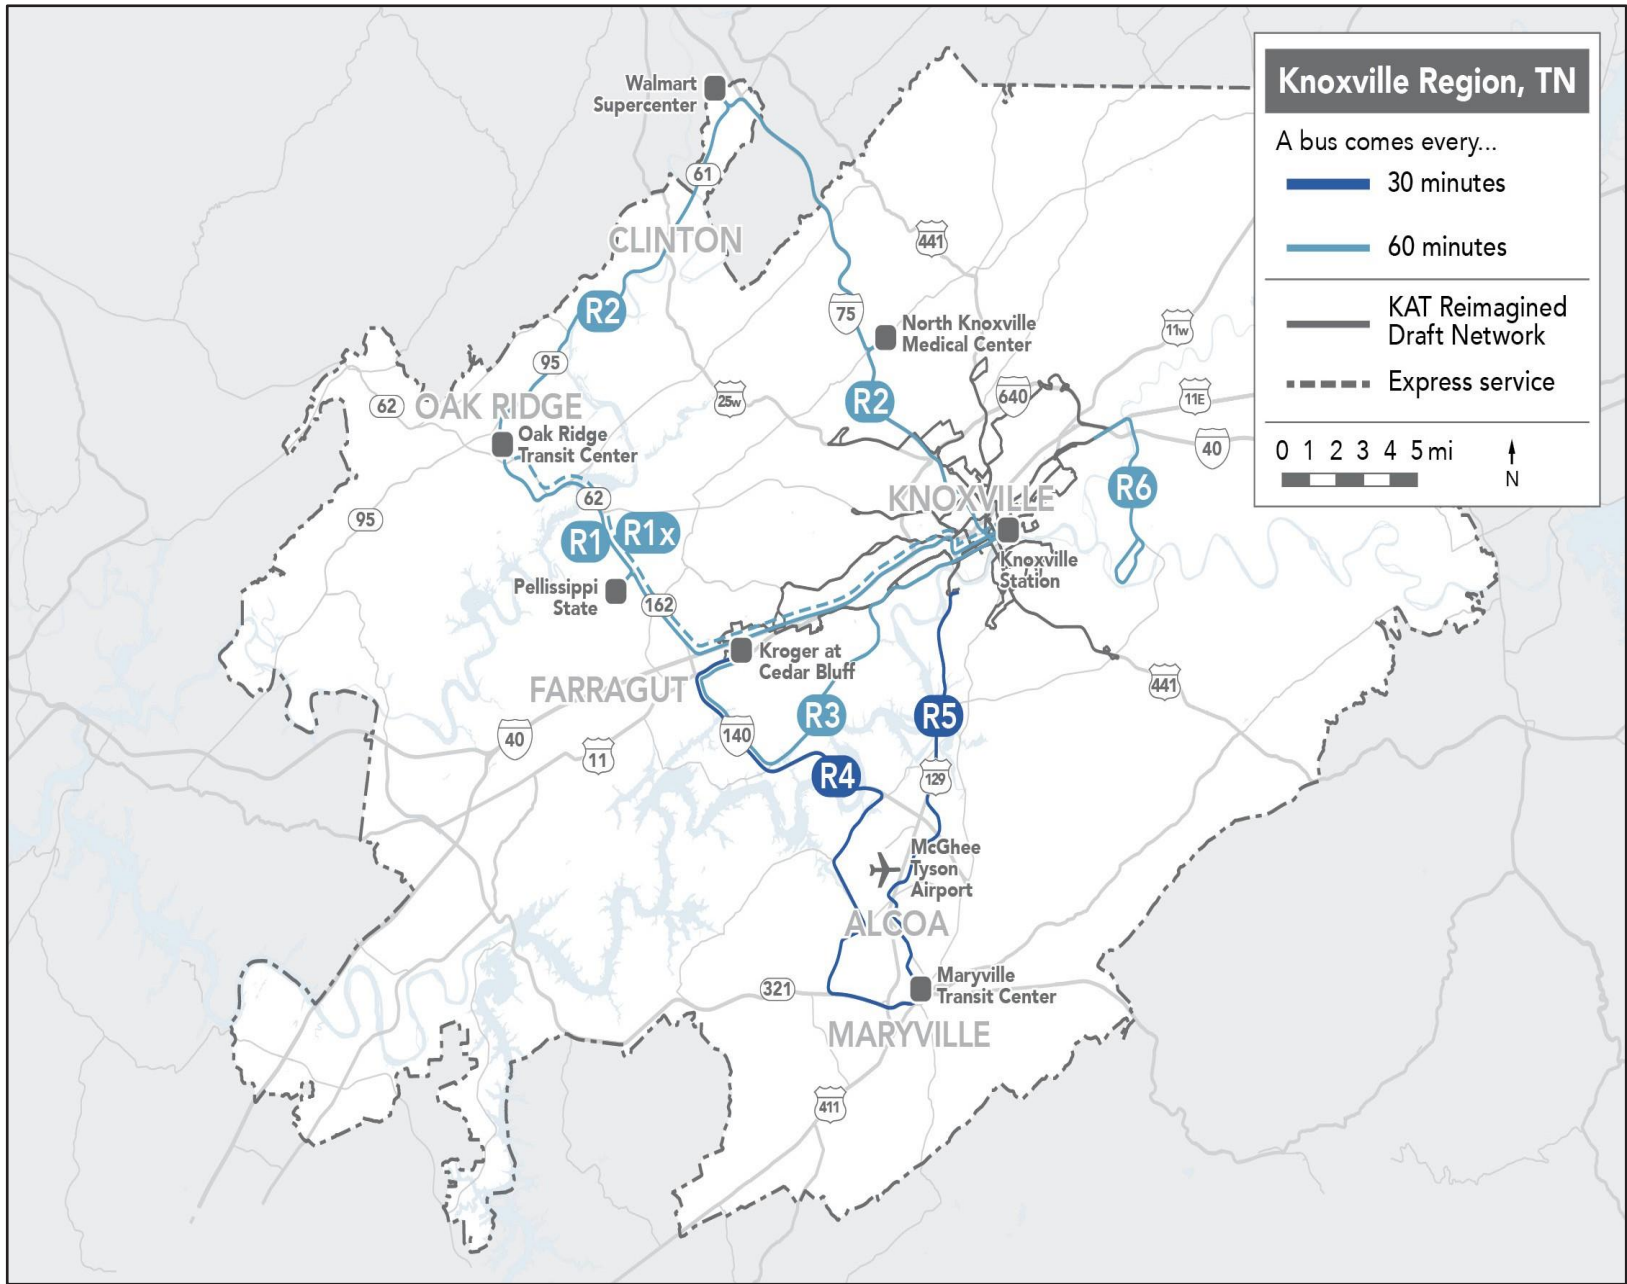 Knoxville Region, TN
A bus comes every...
30 minutes
60 minutes
KAT Reimagined
Draft Network
Express service
0 1 2 3 4 5 mi
N
Walmart
Supercenter
61
CLINTON
441
R2
75
North Knoxville
Medical Center
11w
95
62
OAK RIDGE
25w
R2
640
11E
Oak Ridge
Transit Center
40
95
62
KNOXVILLE
R6
R1
R1x
Knoxville
Station
Pellissippi
State
162
Kroger at
Cedar Bluff
FARRAGUT
441
40
11
140
R3
R5
R4
129
McGhee
Tyson
Airport
ALCOA
321
Maryville
Transit Center
MARYVILLE
411